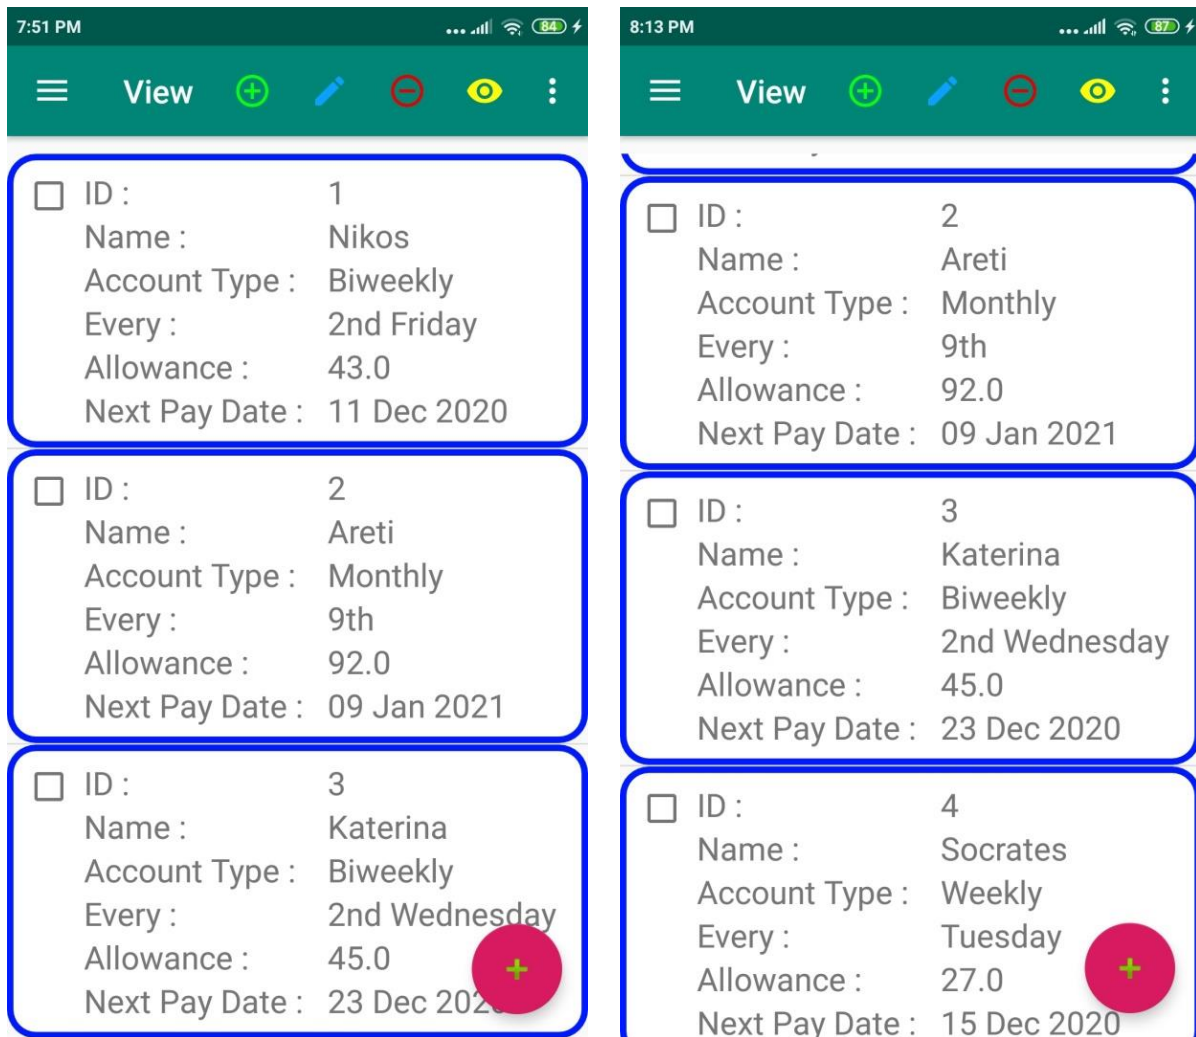 7:51 PM
84
View
ID : 1
Name : Nikos
Account Type : Biweekly
Every : 2nd Friday
Allowance : 43.0
Next Pay Date : 11 Dec 2020
ID : 2
Name : Areti
Account Type : Monthly
Every : 9th
Allowance : 92.0
Next Pay Date : 09 Jan 2021
ID : 3
Name : Katerina
Account Type : Biweekly
Every : 2nd Wednesday
Allowance : 45.0
Next Pay Date : 23 Dec 2020
8:13 PM
87
View
ID : 2
Name : Areti
Account Type : Monthly
Every : 9th
Allowance : 92.0
Next Pay Date : 09 Jan 2021
ID : 3
Name : Katerina
Account Type : Biweekly
Every : 2nd Wednesday
Allowance : 45.0
Next Pay Date : 23 Dec 2020
ID : 4
Name : Socrates
Account Type : Weekly
Every : Tuesday
Allowance : 27.0
Next Pay Date : 15 Dec 2020